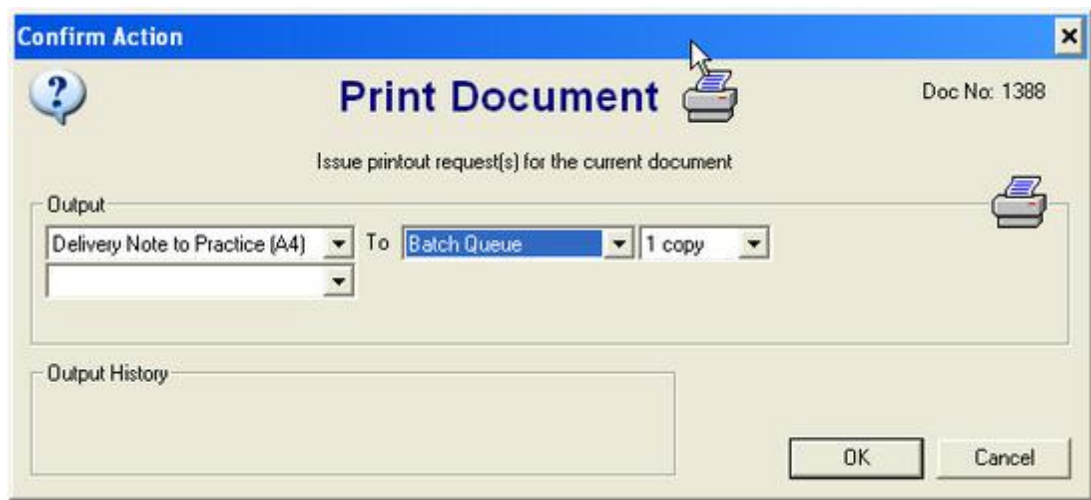 Confirm Action
Print Document
Doc No: 1388
Issue printout request(s) for the current document
Output
Delivery Note to Practice (A4) To Batch Queue 1 copy
Output History
OK Cancel